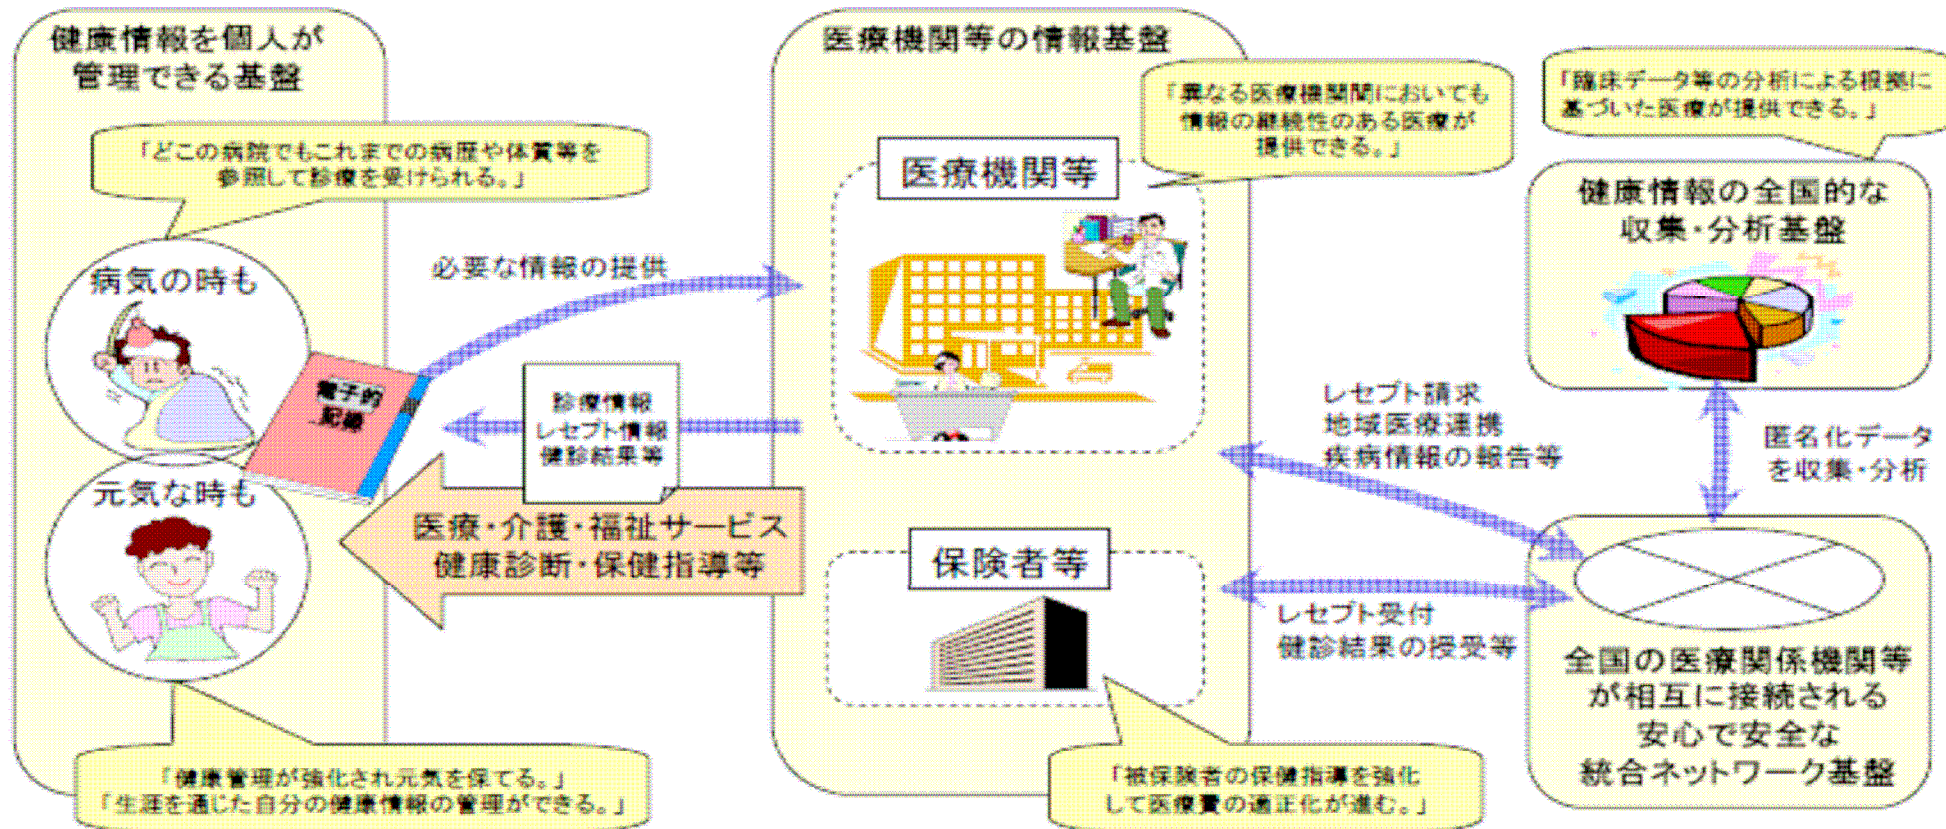 健康情報を個人が
管理できる基盤
「どこの病院でもこれまでの病歴や体質等を
参照して診療を受けられる。」
病気の時も
電子的
記録
元気な時も
「健康管理が強化され元気を保てる。」
「生涯を通じた自分の健康情報の管理ができる。」
必要な情報の提供
診療情報
レセプト情報
健診結果等
医療・介護・福祉サービス
健康診断・保健指導等
医療機関等の情報基盤
「異なる医療機関間においても
情報の継続性のある医療が
提供できる。」
医療機関等
保険者等
「被保険者の保健指導を強化
して医療費の適正化が進む。」
レセプト請求
地域医療連携
疾病情報の報告等
レセプト受付
健診結果の授受等
「臨床データ等の分析による根拠に
基づいた医療が提供できる。」
健康情報の全国的な
収集・分析基盤
匿名化データ
を収集・分析
全国の医療関係機関等
が相互に接続される
安心で安全な
統合ネットワーク基盤